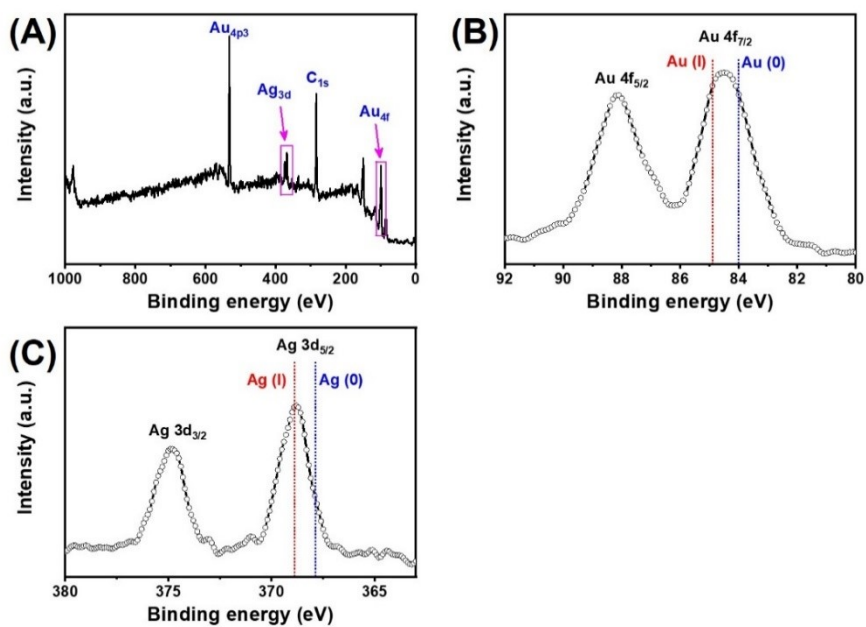 (A)
Au4p3
Ag3d
C1s
Au4f
Intensity (a.u.)
1000 800 600 400 200 0
Binding energy (eV)
(B)
Au 4f7/2
Au (I) Au (0)
Au 4f5/2
Intensity (a.u.)
92 90 88 86 84 82 80
Binding energy (eV)
(C)
Ag 3d5/2
Ag (I) Ag (0)
Ag 3d3/2
Intensity (a.u.)
380 375 370 365
Binding energy (eV)